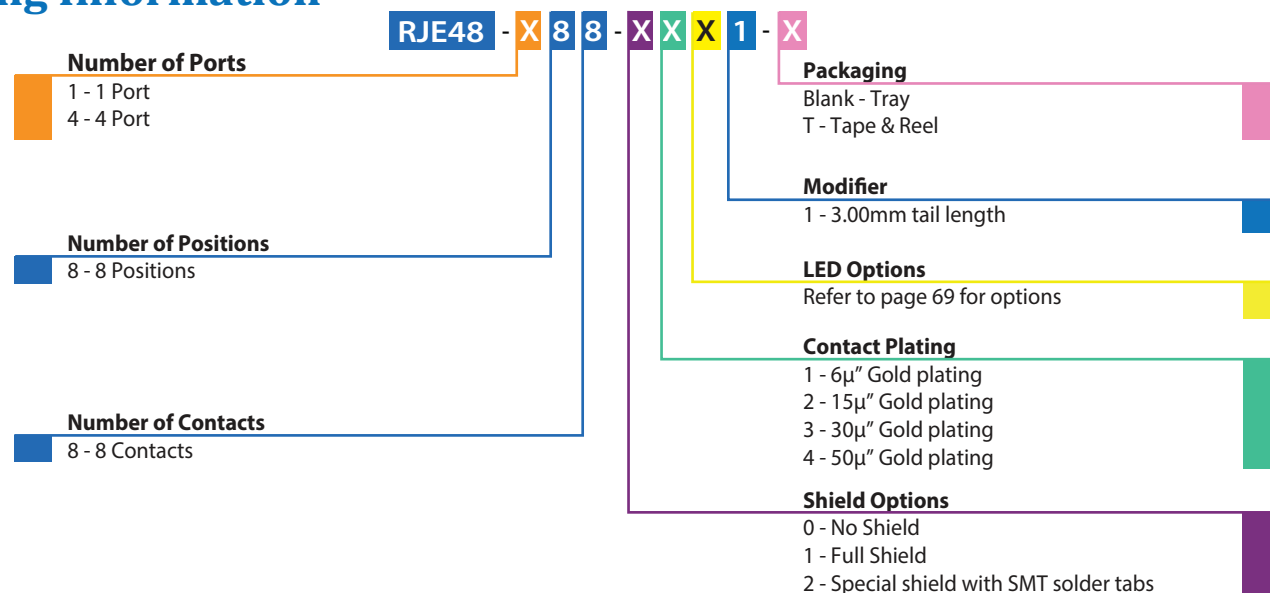 ng Information
RJE48 - X 8 8 - X X X 1 - X
Number of Ports
1 - 1 Port
4 - 4 Port
Number of Positions
8 - 8 Positions
Number of Contacts
8 - 8 Contacts
Packaging
Blank - Tray
T - Tape & Reel
Modifier
1 - 3.00mm tail length
LED Options
Refer to page 69 for options
Contact Plating
1 - 6µ” Gold plating
2 - 15µ” Gold plating
3 - 30µ” Gold plating
4 - 50µ” Gold plating
Shield Options
0 - No Shield
1 - Full Shield
2 - Special shield with SMT solder tabs